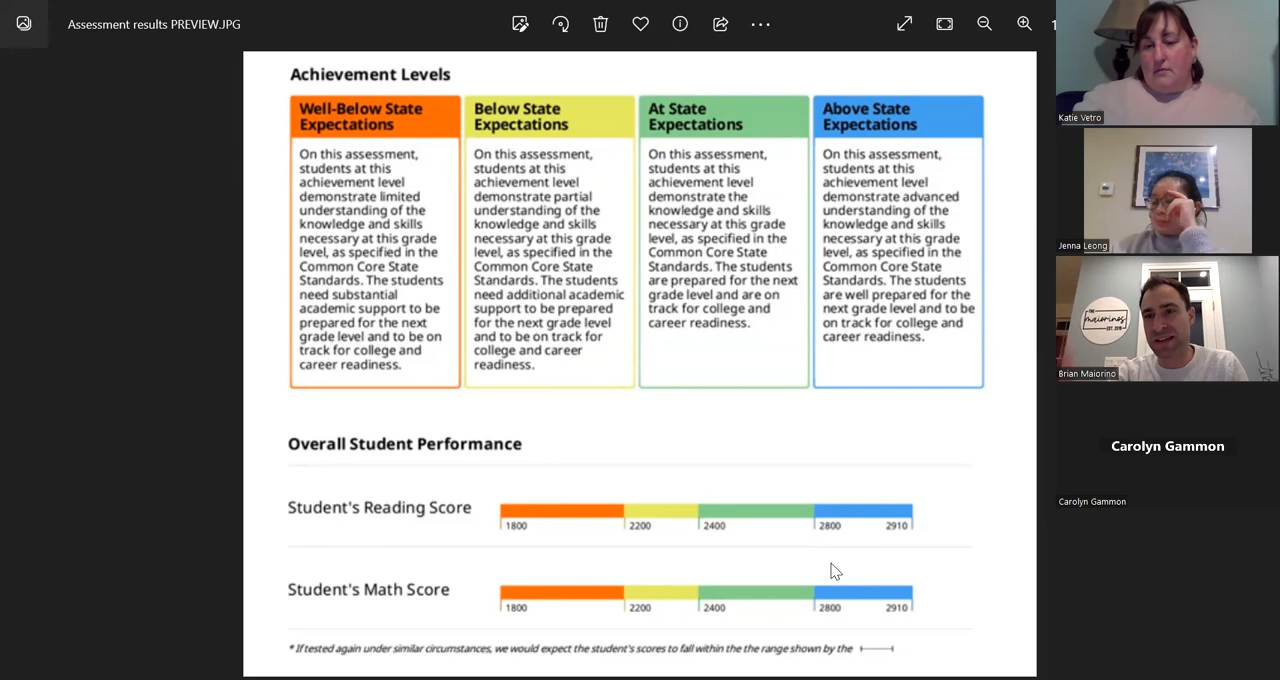 Assessment results PREVIEW.JPG
Achievement Levels
Well-Below State
Expectations
On this assessment,
students at this
achievement level
demonstrate limited
understanding of the
knowledge and skills
necessary at this grade
level, as specified in the
Common Core State
Standards. The students
need substantial
academic support to be
prepared for the next
grade level and to be on
track for college and
career readiness.
Below State
Expectations
On this assessment,
students at this
achievement level
demonstrate partial
understanding of the
knowledge and skills
necessary at this grade
level, as specified in the
Common Core State
Standards. The students
need additional academic
support to be prepared
for the next grade level
and to be on track for
college and career
readiness.
At State
Expectations
On this assessment,
students at this
achievement level
demonstrate the
knowledge and skills
necessary at this grade
level, as specified in the
Common Core State
Standards. The students
are prepared for the next
grade level and are on
track for college and
career readiness.
Above State
Expectations
On this assessment,
students at this
achievement level
demonstrate advanced
understanding of the
knowledge and skills
necessary at this grade
level, as specified in the
Common Core State
Standards. The students
are well prepared for the
next grade level and to be
on track for college and
career readiness.
Overall Student Performance
Student's Reading Score
1800 2200 2400 2800 2910
Student's Math Score
1800 2200 2400 2800 2910
* If tested again under similar circumstances, we would expect the student's scores to fall within the the range shown by the
1
Katie Vetro
Jenna Leong
THE
maiorinos
EST. 2018
Brian Maiorino
Carolyn Gammon
Carolyn Gammon